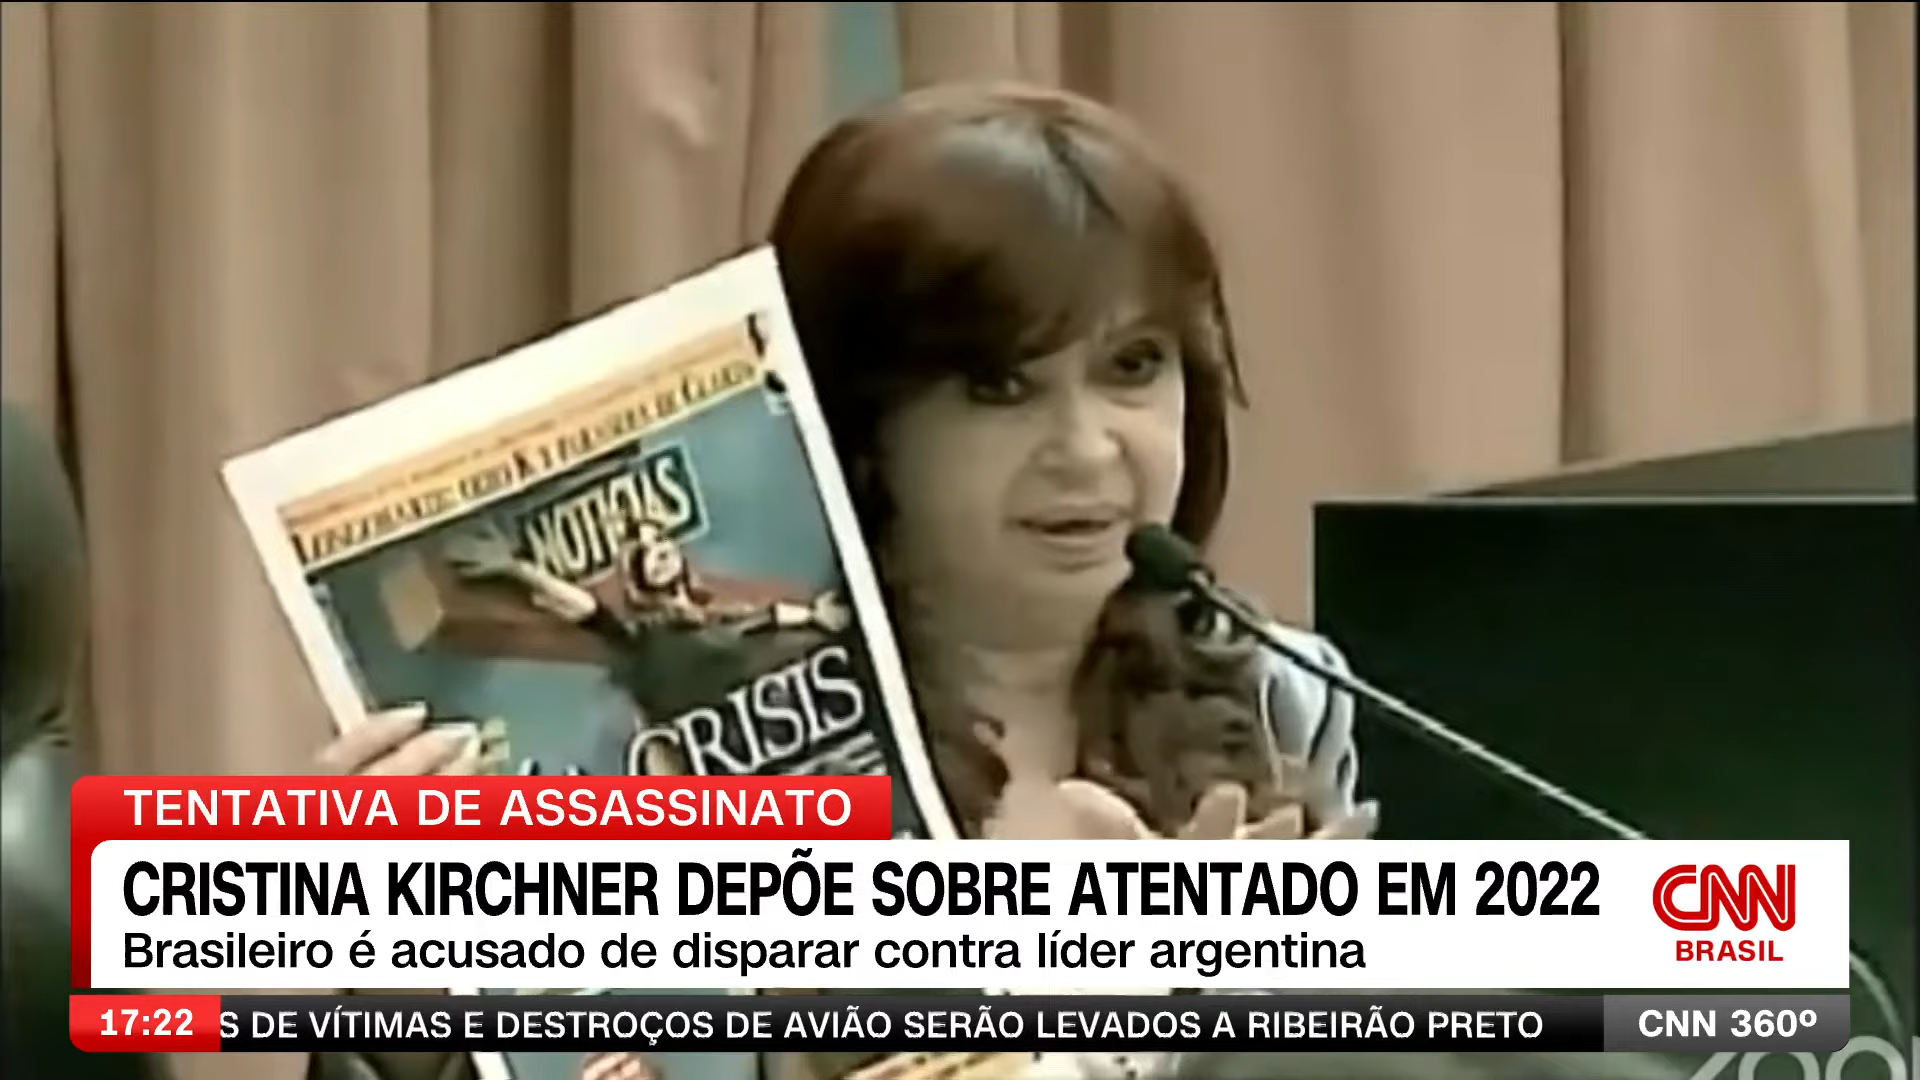 NOTICIAS
CRISIS
TENTATIVA DE ASSASSINATO
CRISTINA KIRCHNER DEPÕE SOBRE ATENTADO EM 2022
Brasileiro é acusado de disparar contra líder argentina
CNN
BRASIL
17:22 S DE VÍTIMAS E DESTROÇOS DE AVIÃO SERÃO LEVADOS A RIBEIRÃO PRETO CNN 360º